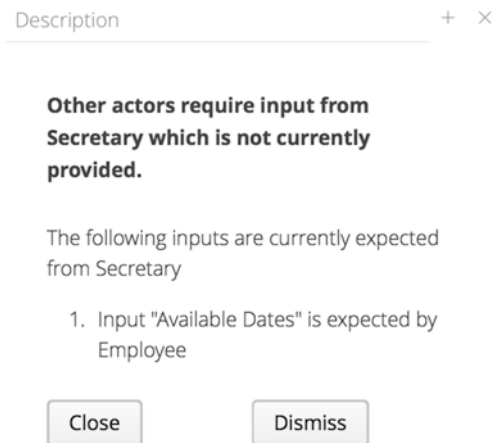 Description + ×
Other actors require input from
Secretary which is not currently
provided.
The following inputs are currently expected
from Secretary
1. Input "Available Dates" is expected by
Employee
Close Dismiss